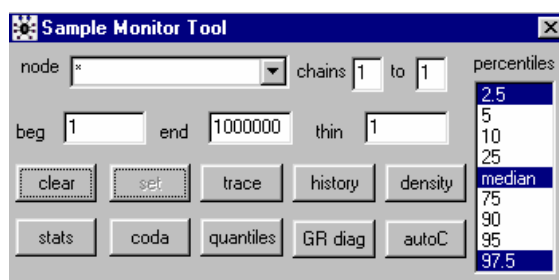 Sample Monitor Tool
node * chains 1 to 1
beg 1 end 1000000 thin 1
clear set trace history density
stats coda quantiles GR diag autoC
percentiles
2.5
5
10
25
median
75
90
95
97.5